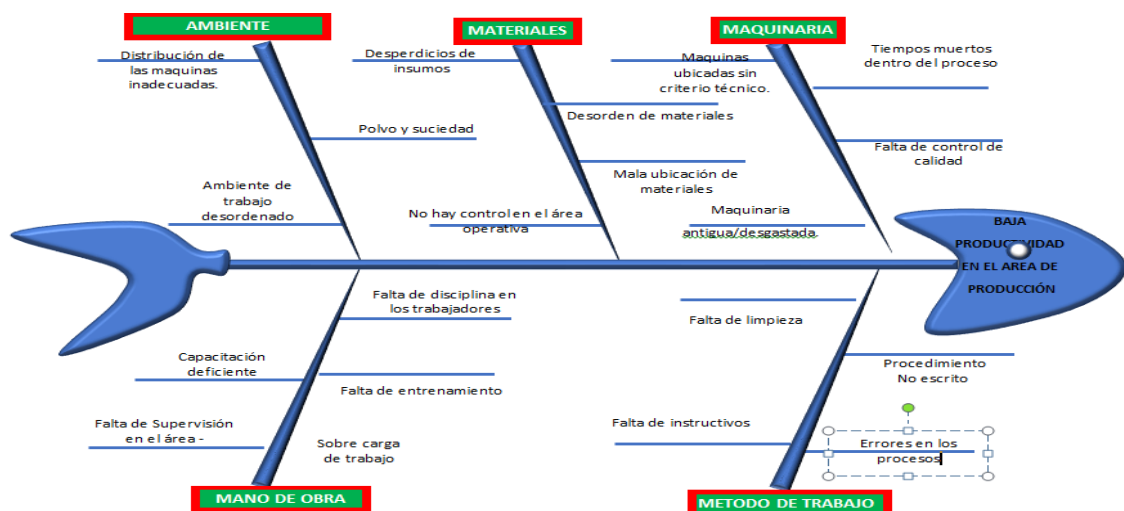 AMBIENTE
MATERIALES
MAQUINARIA
Distribución de
las maquinas
inadecuadas.
Polvo y suciedad
Ambiente de
trabajo
desordenado
Desperdicios de
insumos
Desorden de materiales
Mala ubicación de
materiales
No hay control en el área
operativa
Maquinas
ubicadas sin
criterio técnico.
Tiempos muertos
dentro del proceso
Falta de control de
calidad
Maquinaria
antigua/desgastada.
BAJA
PRODUCTIVIDAD
EN EL AREA DE
PRODUCCIÓN
Falta de disciplina en
los trabajadores
Capacitación
deficiente
Falta de entrenamiento
Falta de Supervisión
en el área -
Sobre carga
de trabajo
Falta de limpieza
Procedimiento
No escrito
Falta de instructivos
Errores en los
procesos
MANO DE OBRA
METODO DE TRABAJO